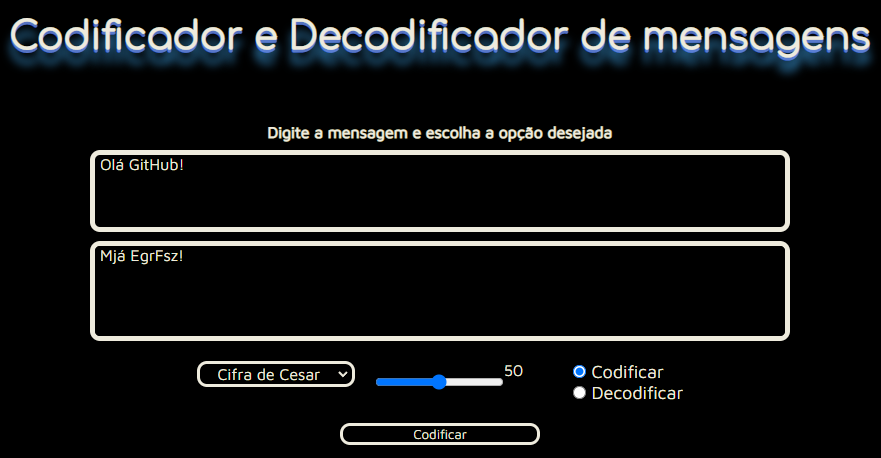 Codificador e Decodificador de mensagens
Digite a mensagem e escolha a opção desejada
Olá GitHub!
Mjá EgrFsz!
Cifra de Cesar
50
Codificar
Decodificar
Codificar